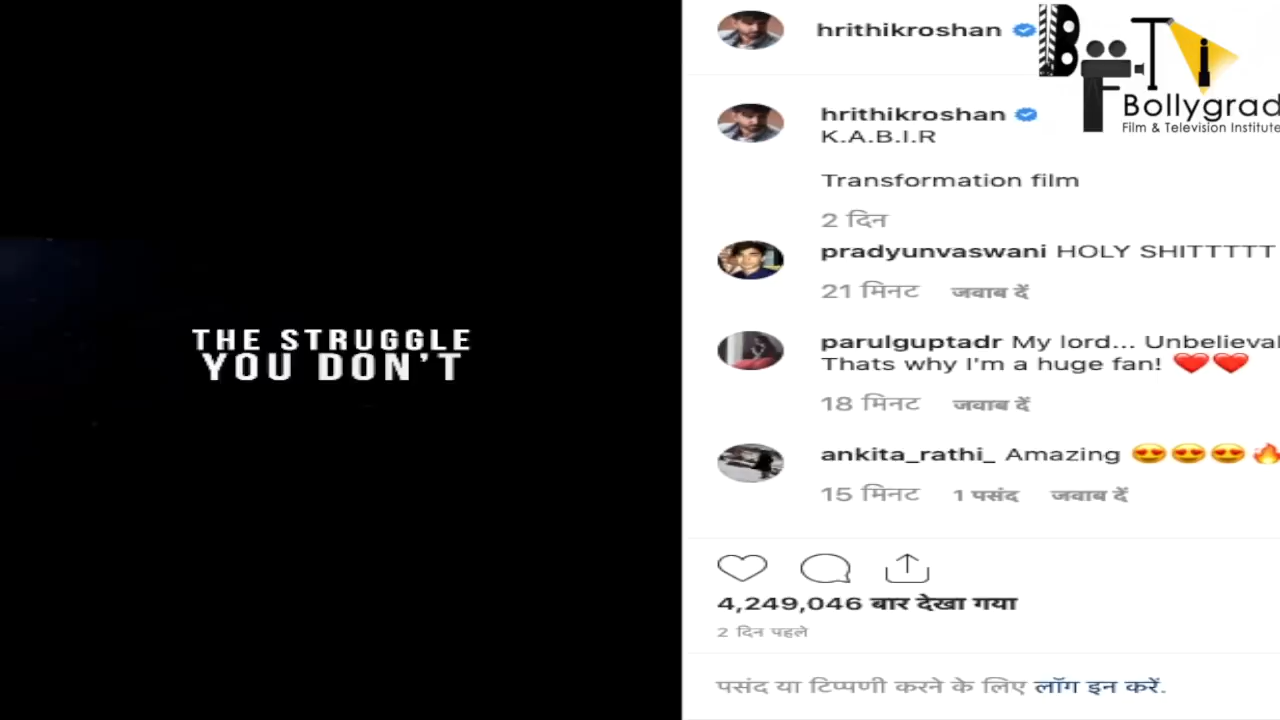 THE STRUGGLE
YOU DON'T
hrithikroshan
BFTi
Bollygrad
Film & Television Institute
hrithikroshan
K.A.B.I.R
Transformation film
2 दिन
pradyunvaswani HOLY SHITTTTT
21 मिनट जवाब दें
parulguptadr My lord... Unbelieval
Thats why I'm a huge fan! ❤️❤️
18 मिनट जवाब दें
ankita_rathi_ Amazing 😍😍😍🔥
15 मिनट 1 पसंद जवाब दें
4,249,046 बार देखा गया
2 दिन पहले
पसंद या टिप्पणी करने के लिए लॉग इन करें.